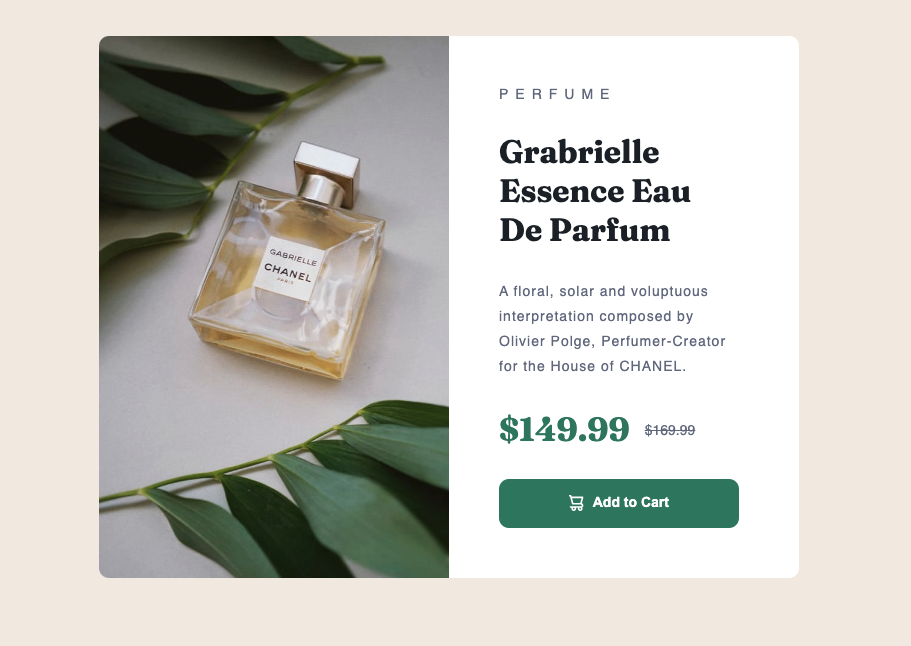 PERFUME
Grabrielle
Essence Eau
De Parfum
GABRIELLE
CHANEL
PARIS
A floral, solar and voluptuous
interpretation composed by
Olivier Polge, Perfumer-Creator
for the House of CHANEL.
$149.99 $169.99
Add to Cart